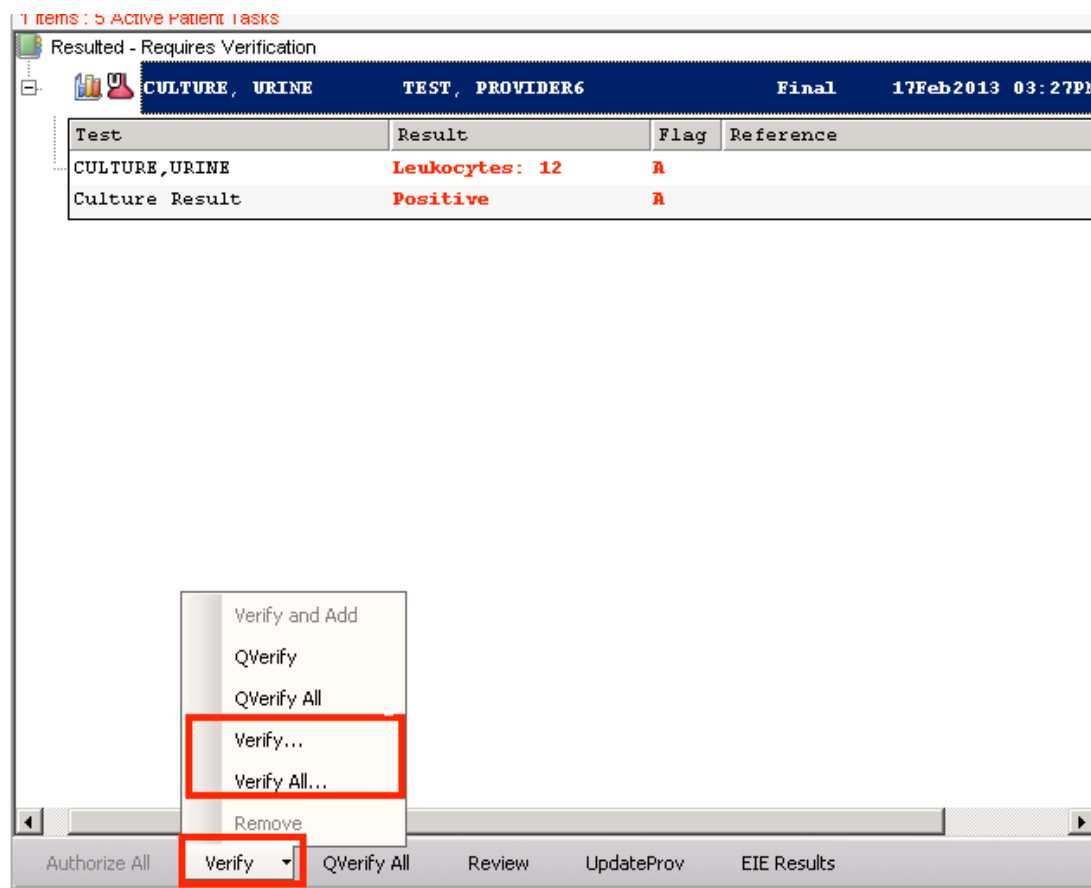 1 Items : 5 Active Patient Tasks
Resulted - Requires Verification
CULTURE, URINE TEST, PROVIDER6 Final 17Feb2013 03:27PM
Test Result Flag Reference
CULTURE,URINE Leukocytes: 12 A
Culture Result Positive A
Verify and Add
QVerify
QVerify All
Verify...
Verify All...
Remove
Authorize All Verify QVerify All Review UpdateProv EIE Results